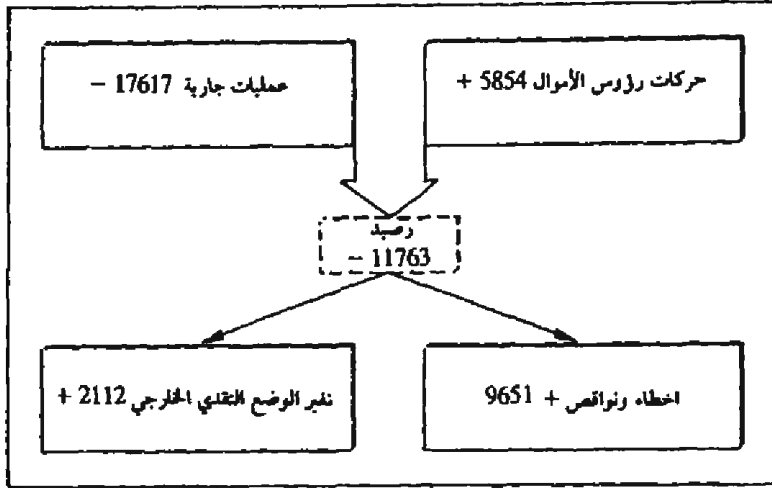 حركات رؤوس الأموال 5854 +
عمليات جارية 17617 −
رصيد
11763 −
اخطاء ونواقص + 9651
تغير الوضع النقدي الخارجي 2112 +